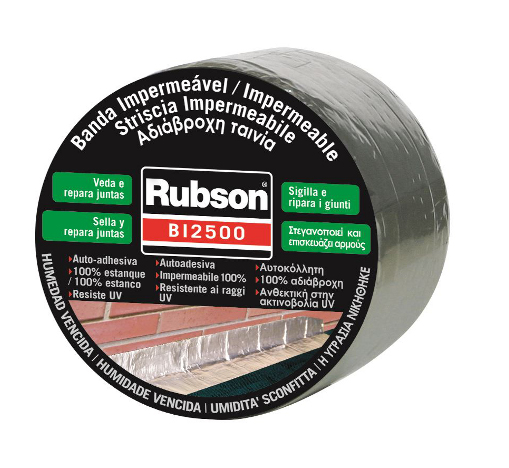 Banda Impermeável / Impermeable
Striscia Impermeabile
Αδιάβροχη ταινία
Veda e
repara juntas
Sella y
repara juntas
Rubson®
BI2500
Sigilla e
ripara i giunti
Στεγανοποιεί και
επισκευάζει αρμούς
Auto-adhesiva
100% estanque
/ 100% estanco
Resiste UV
Autoadesiva
Impermeabile 100%
Resistente ai raggi
UV
Αυτοκόλλητη
100% αδιάβροχη
Ανθεκτική στην
ακτινοβολία UV
HUMEDAD VENCIDA | HUMIDADE VENCIDA | UMIDITA' SCONFITTA | Η ΥΓΡΑΣΙΑ ΝΙΚΗΘΗΚΕ